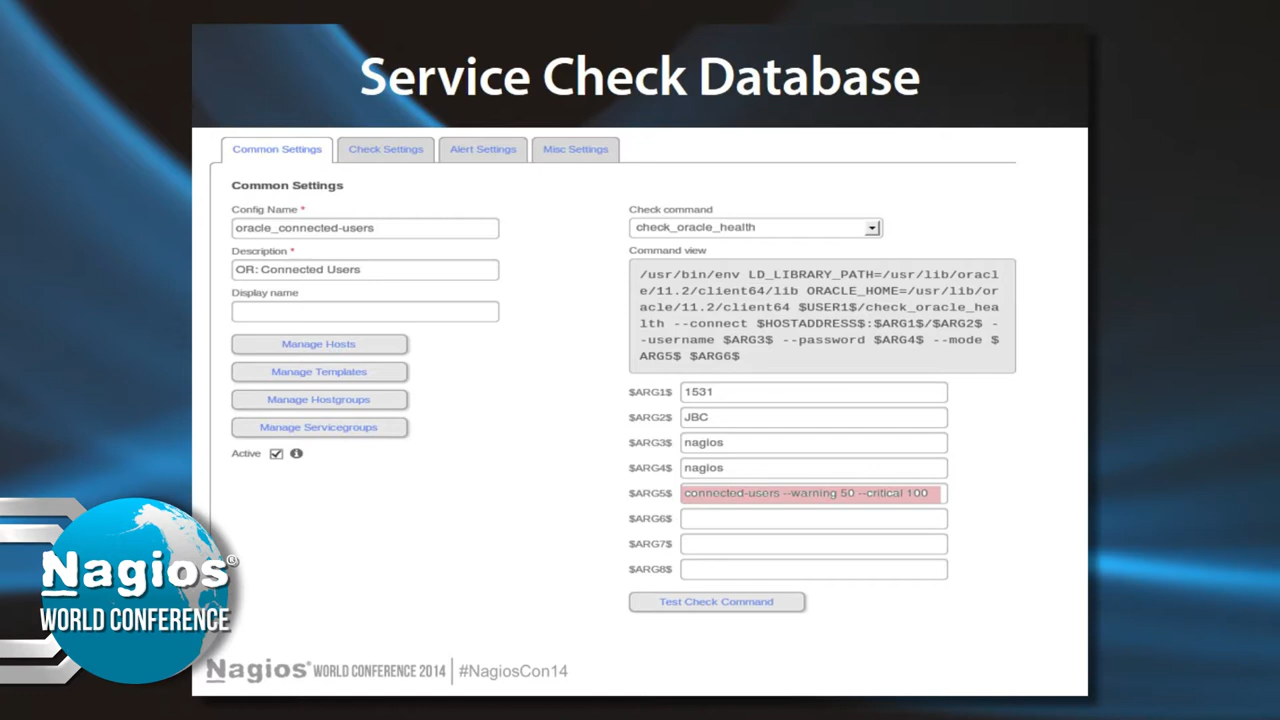 Service Check Database
Common Settings
Check Settings
Alert Settings
Misc Settings
Common Settings
Config Name *
oracle_connected-users
Description *
OR: Connected Users
Display name
Manage Hosts
Manage Templates
Manage Hostgroups
Manage Servicegroups
Active
Check command
check_oracle_health
Command view
/usr/bin/env LD_LIBRARY_PATH=/usr/lib/oracl
e/11.2/client64/lib ORACLE_HOME=/usr/lib/or
acle/11.2/client64 $USER1$/check_oracle_hea
lth --connect $HOSTADDRESS$:$ARG1$/$ARG2$ -
-username $ARG3$ --password $ARG4$ --mode $
ARG5$ $ARG6$
$ARG1$ 1531
$ARG2$ JBC
$ARG3$ nagios
$ARG4$ nagios
$ARG5$ connected-users --warning 50 --critical 100
$ARG6$
$ARG7$
$ARG8$
Test Check Command
Nagios®
WORLD CONFERENCE
Nagios® WORLD CONFERENCE 2014 #NagiosCon14